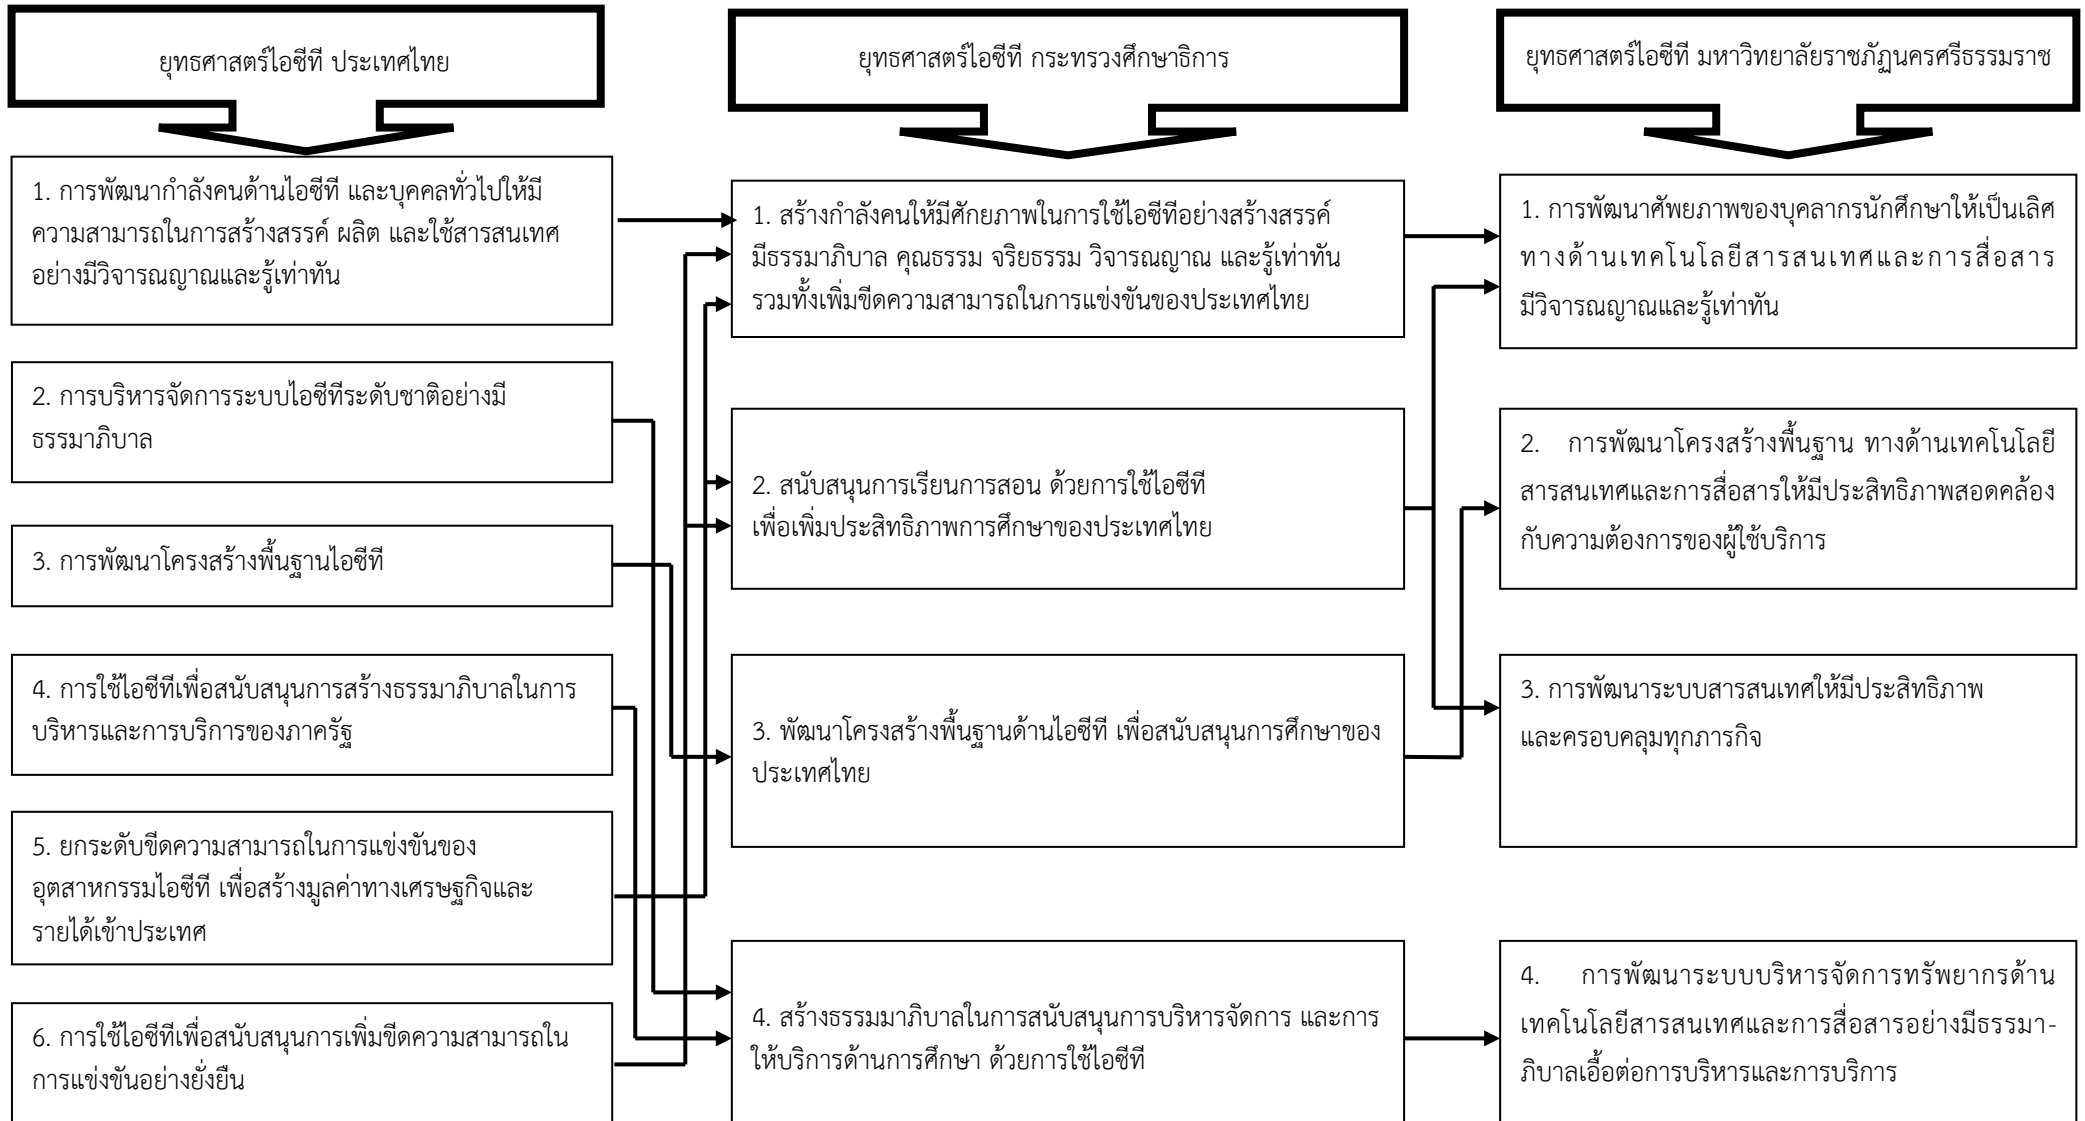 ยุทธศาสตร์ไอซีที ประเทศไทย
ยุทธศาสตร์ไอซีที กระทรวงศึกษาธิการ
ยุทธศาสตร์ไอซีที มหาวิทยาลัยราชภัฏนครศรีธรรมราช
1. การพัฒนากำลังคนด้านไอซีที และบุคคลทั่วไปให้มี
ความสามารถในการสร้างสรรค์ ผลิต และใช้สารสนเทศ
อย่างมีวิจารณญาณและรู้เท่าทัน
2. การบริหารจัดการระบบไอซีทีระดับชาติอย่างมี
ธรรมาภิบาล
3. การพัฒนาโครงสร้างพื้นฐานไอซีที
4. การใช้ไอซีทีเพื่อสนับสนุนการสร้างธรรมาภิบาลในการ
บริหารและการบริการของภาครัฐ
5. ยกระดับขีดความสามารถในการแข่งขันของ
อุตสาหกรรมไอซีที เพื่อสร้างมูลค่าทางเศรษฐกิจและ
รายได้เข้าประเทศ
6. การใช้ไอซีทีเพื่อสนับสนุนการเพิ่มขีดความสามารถใน
การแข่งขันอย่างยั่งยืน
1. สร้างกำลังคนให้มีศักยภาพในการใช้ไอซีทีอย่างสร้างสรรค์
มีธรรมาภิบาล คุณธรรม จริยธรรม วิจารณญาณ และรู้เท่าทัน
รวมทั้งเพิ่มขีดความสามารถในการแข่งขันของประเทศไทย
2. สนับสนุนการเรียนการสอน ด้วยการใช้ไอซีที
เพื่อเพิ่มประสิทธิภาพการศึกษาของประเทศไทย
3. พัฒนาโครงสร้างพื้นฐานด้านไอซีที เพื่อสนับสนุนการศึกษาของ
ประเทศไทย
4. สร้างธรรมมาภิบาลในการสนับสนุนการบริหารจัดการ และการ
ให้บริการด้านการศึกษา ด้วยการใช้ไอซีที
1. การพัฒนาศัพยภาพของบุคลากรนักศึกษาให้เป็นเลิศ
ทางด้านเทคโนโลยีสารสนเทศและการสื่อสาร
มีวิจารณญาณและรู้เท่าทัน
2. การพัฒนาโครงสร้างพื้นฐาน ทางด้านเทคโนโลยี
สารสนเทศและการสื่อสารให้มีประสิทธิภาพสอดคล้อง
กับความต้องการของผู้ใช้บริการ
3. การพัฒนาระบบสารสนเทศให้มีประสิทธิภาพ
และครอบคลุมทุกภารกิจ
4. การพัฒนาระบบบริหารจัดการทรัพยากรด้าน
เทคโนโลยีสารสนเทศและการสื่อสารอย่างมีธรรมา-
ภิบาลเอื้อต่อการบริหารและการบริการ